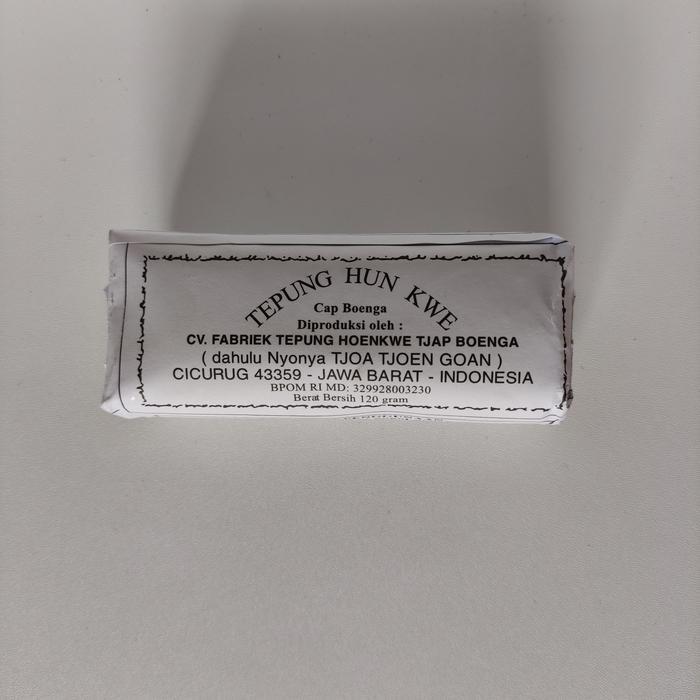 TEPUNG HUN KWE
Cap Boenga
Diproduksi oleh :
CV. FABRIEK TEPUNG HOENKWE TJAP BOENGA
( dahulu Nyonya TJOA TJOEN GOAN )
CICURUG 43359 - JAWA BARAT - INDONESIA
BPOM RI MD: 329928003230
Berat Bersih 120 gram